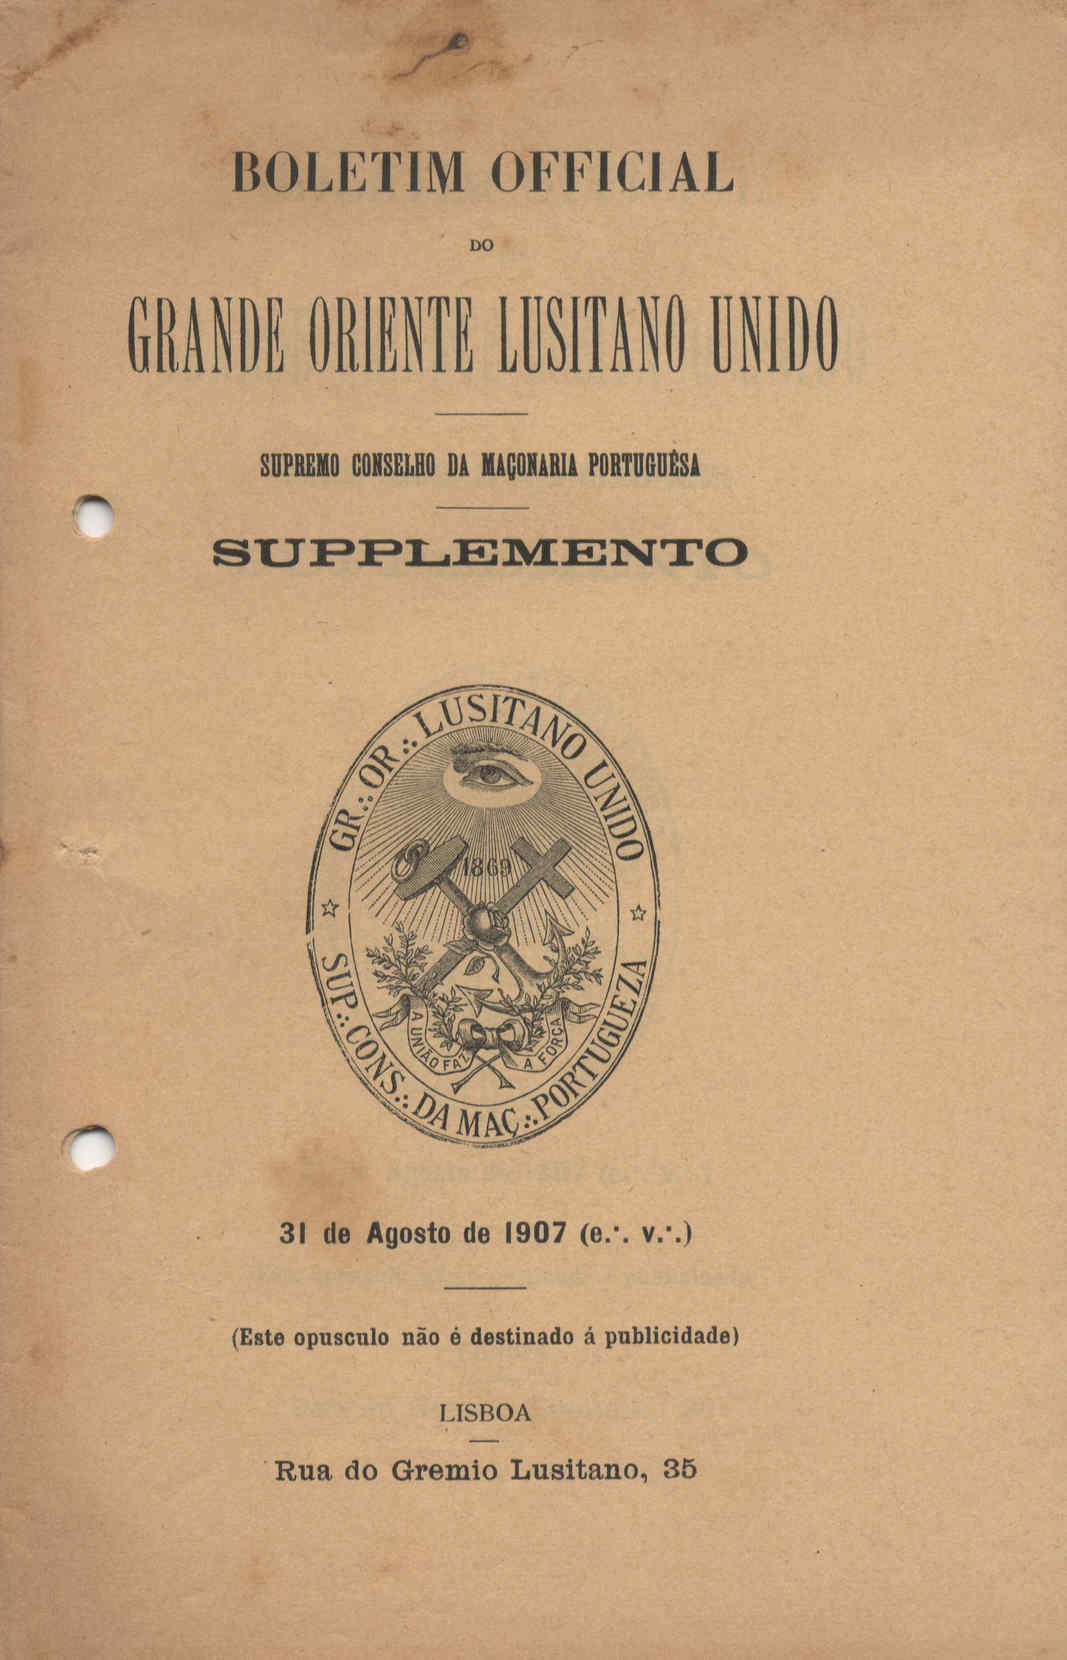 BOLETIM OFFICIAL
DO
GRANDE ORIENTE LUSITANO UNIDO
SUPREMO CONSELHO DA MAÇONARIA PORTUGUÊSA
SUPPLEMENTO
GR.∴ OR.∴ LUSITANO UNIDO
1869
A UNIÃO FAZ A FORÇA
SUP.∴ CONS.∴ DA MAÇ.∴ PORTUGUEZA
31 de Agosto de 1907 (e.∴ v.∴)
(Este opusculo não é destinado á publicidade)
LISBOA
Rua do Gremio Lusitano, 35